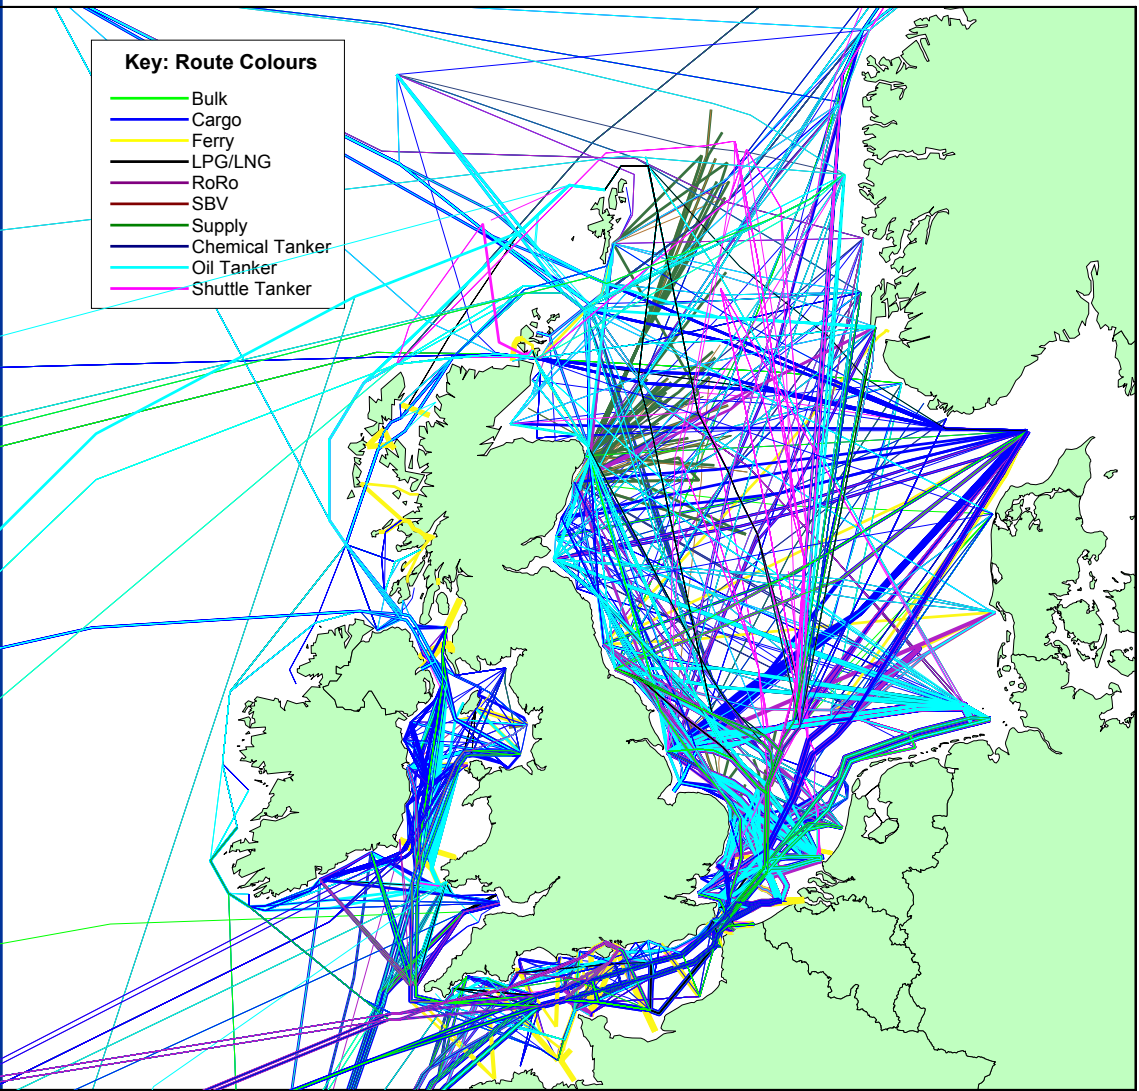 Key: Route Colours
Bulk
Cargo
Ferry
LPG/LNG
RoRo
SBV
Supply
Chemical Tanker
Oil Tanker
Shuttle Tanker